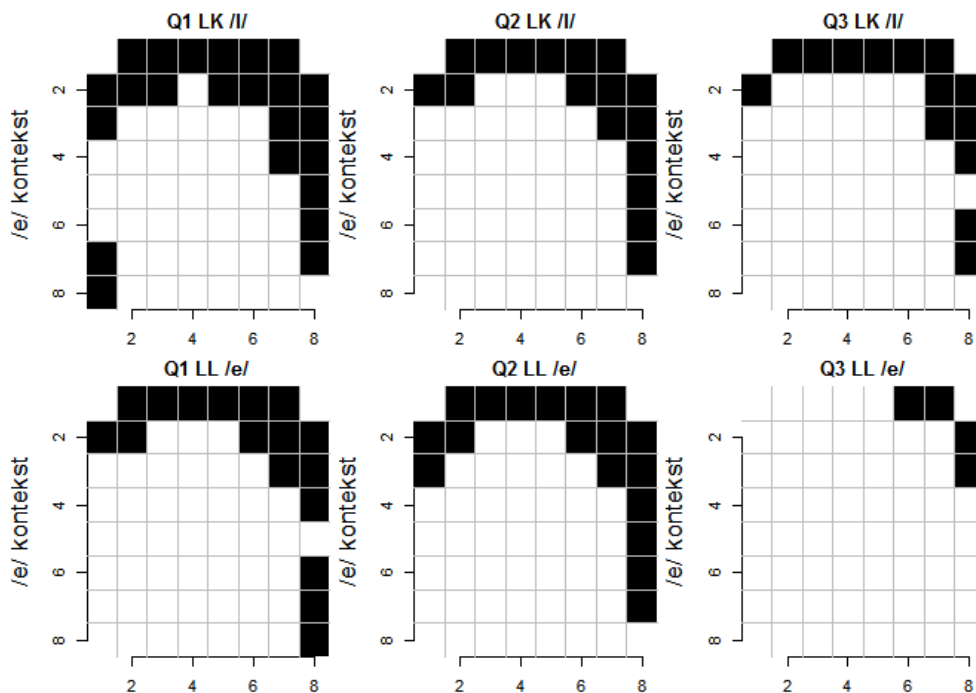 Q1 LK /l/ Q2 LK /l/ Q3 LK /l/
/e/ kontekst /e/ kontekst /e/ kontekst
2 4 6 8 2 4 6 8 2 4 6 8
2 4 6 8 2 4 6 8 2 4 6 8
Q1 LL /e/ Q2 LL /e/ Q3 LL /e/
/e/ kontekst /e/ kontekst /e/ kontekst
2 4 6 8 2 4 6 8 2 4 6 8
2 4 6 8 2 4 6 8 2 4 6 8